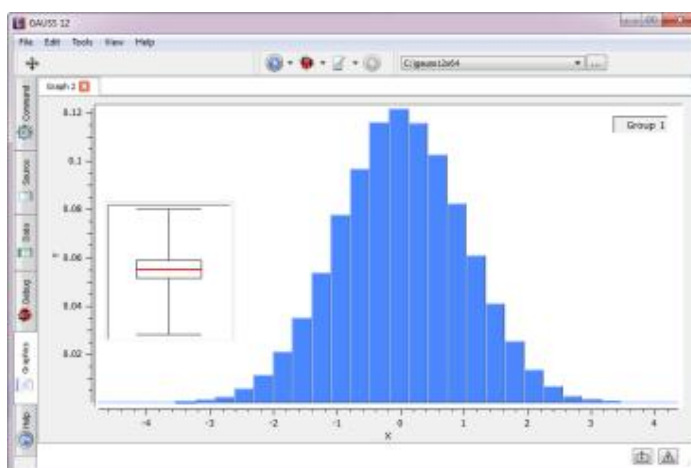 GAUSS 12
File Edit Tools View Help
C:\gauss12x64
Graph 2
Command
Source
Data
Debug
Graphics
Help
Group 1
0.12
0.1
0.08
0.06
0.04
0.02
-4 -3 -2 -1 0 1 2 3 4
X